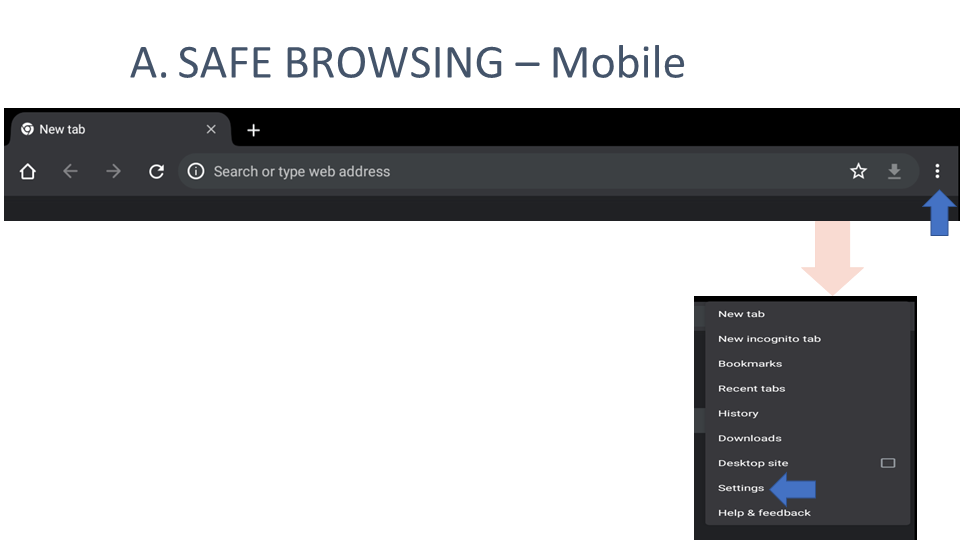 A. SAFE BROWSING – Mobile
New tab
Search or type web address
New tab
New incognito tab
Bookmarks
Recent tabs
History
Downloads
Desktop site
Settings
Help & feedback